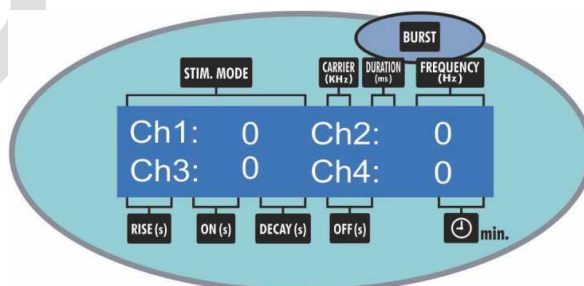 BURST
STIM. MODE
CARRIER (KHz)
DURATION (ms)
FREQUENCY (Hz)
Ch1: 0 Ch2: 0
Ch3: 0 Ch4: 0
RISE (s) ON (s) DECAY (s) OFF (s) min.